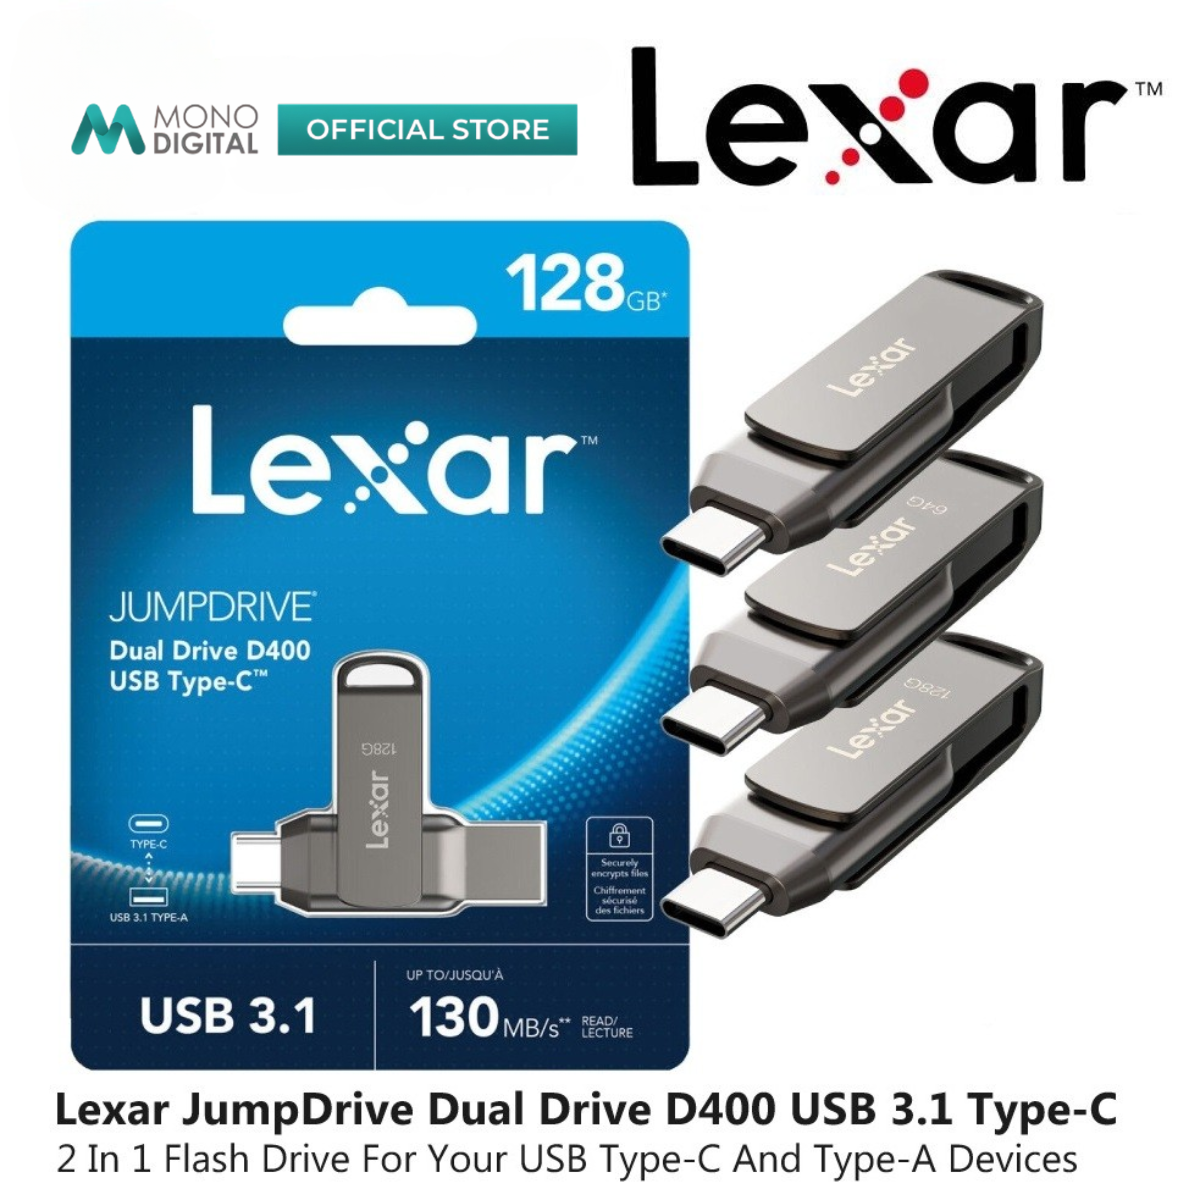 MONO
DIGITAL
OFFICIAL STORE
Lexar™
128GB*
Lexar™
JUMPDRIVE®
Dual Drive D400
USB Type-C™
128G
Lexar
TYPE-C
USB 3.1 TYPE-A
Securely
encrypts files
Chiffrement
sécurisé
des fichiers
USB 3.1
UP TO/JUSQU'À
130MB/s** READ/
LECTURE
Lexar
64G
Lexar
128G
Lexar
Lexar JumpDrive Dual Drive D400 USB 3.1 Type-C
2 In 1 Flash Drive For Your USB Type-C And Type-A Devices